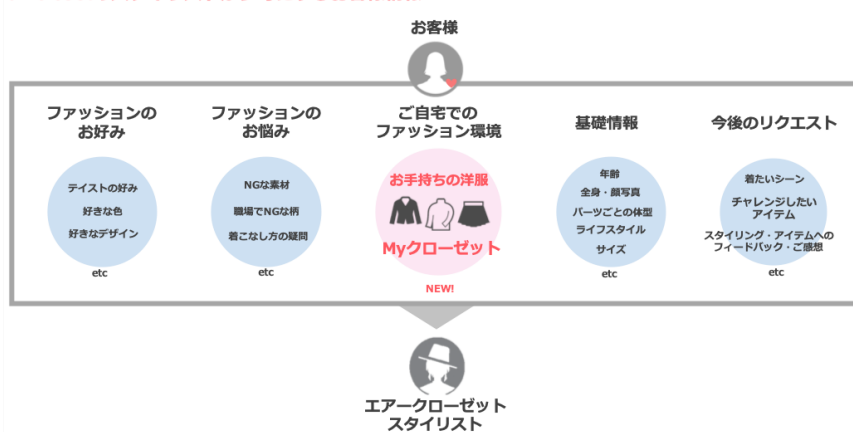 お客様
ファッションの
お好み
テイストの好み
好きな色
好きなデザイン
etc
ファッションの
お悩み
NGな素材
職場でNGな柄
着こなし方の疑問
etc
ご自宅での
ファッション環境
お手持ちの洋服
Myクローゼット
NEW!
基礎情報
年齢
全身・顔写真
パーツごとの体型
ライフスタイル
サイズ
etc
今後のリクエスト
着たいシーン
チャレンジしたい
アイテム
スタイリング・アイテムへの
フィードバック・ご感想
etc
エアークローゼット
スタイリスト